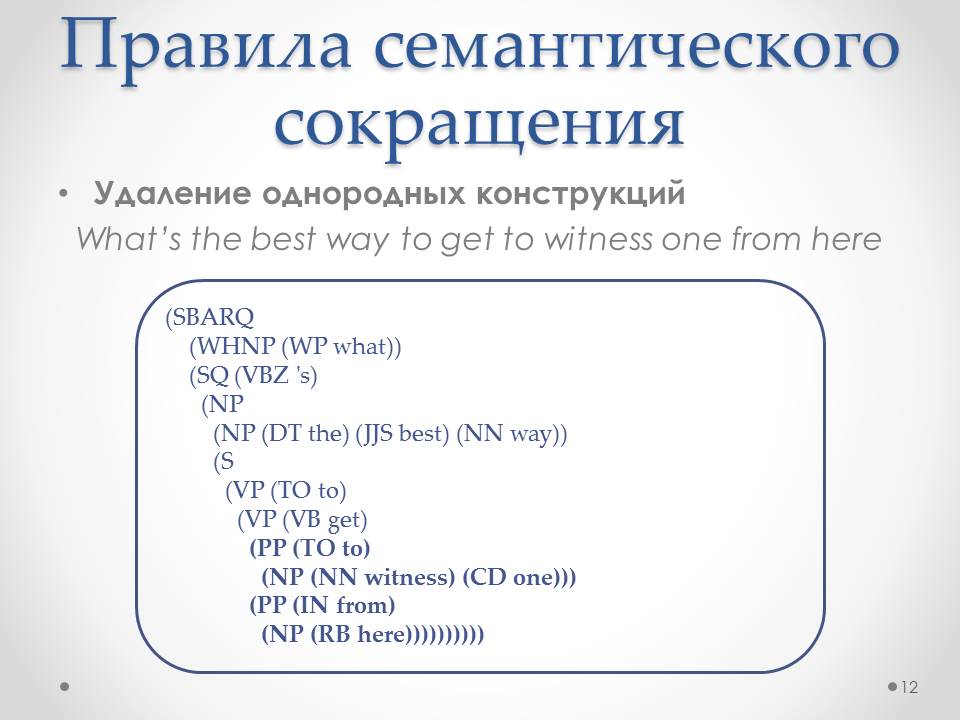 Правила семантического
сокращения
• Удаление однородных конструкций
What’s the best way to get to witness one from here
(SBARQ
(WHNP (WP what))
(SQ (VBZ 's)
(NP
(NP (DT the) (JJS best) (NN way))
(S
(VP (TO to)
(VP (VB get)
(PP (TO to)
(NP (NN witness) (CD one)))
(PP (IN from)
(NP (RB here))))))))))
12